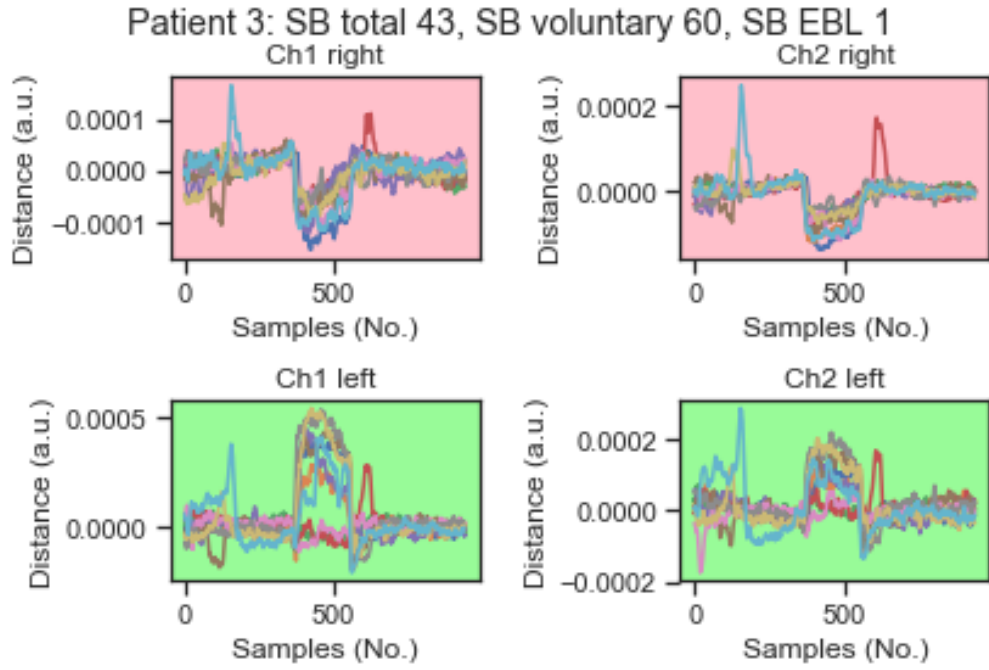 Patient 3: SB total 43, SB voluntary 60, SB EBL 1
Ch1 right
Distance (a.u.)
0.0001
0.0000
−0.0001
0
500
Samples (No.)
Ch2 right
Distance (a.u.)
0.0002
0.0000
0
500
Samples (No.)
Ch1 left
Distance (a.u.)
0.0005
0.0000
0
500
Samples (No.)
Ch2 left
Distance (a.u.)
0.0002
0.0000
−0.0002
0
500
Samples (No.)